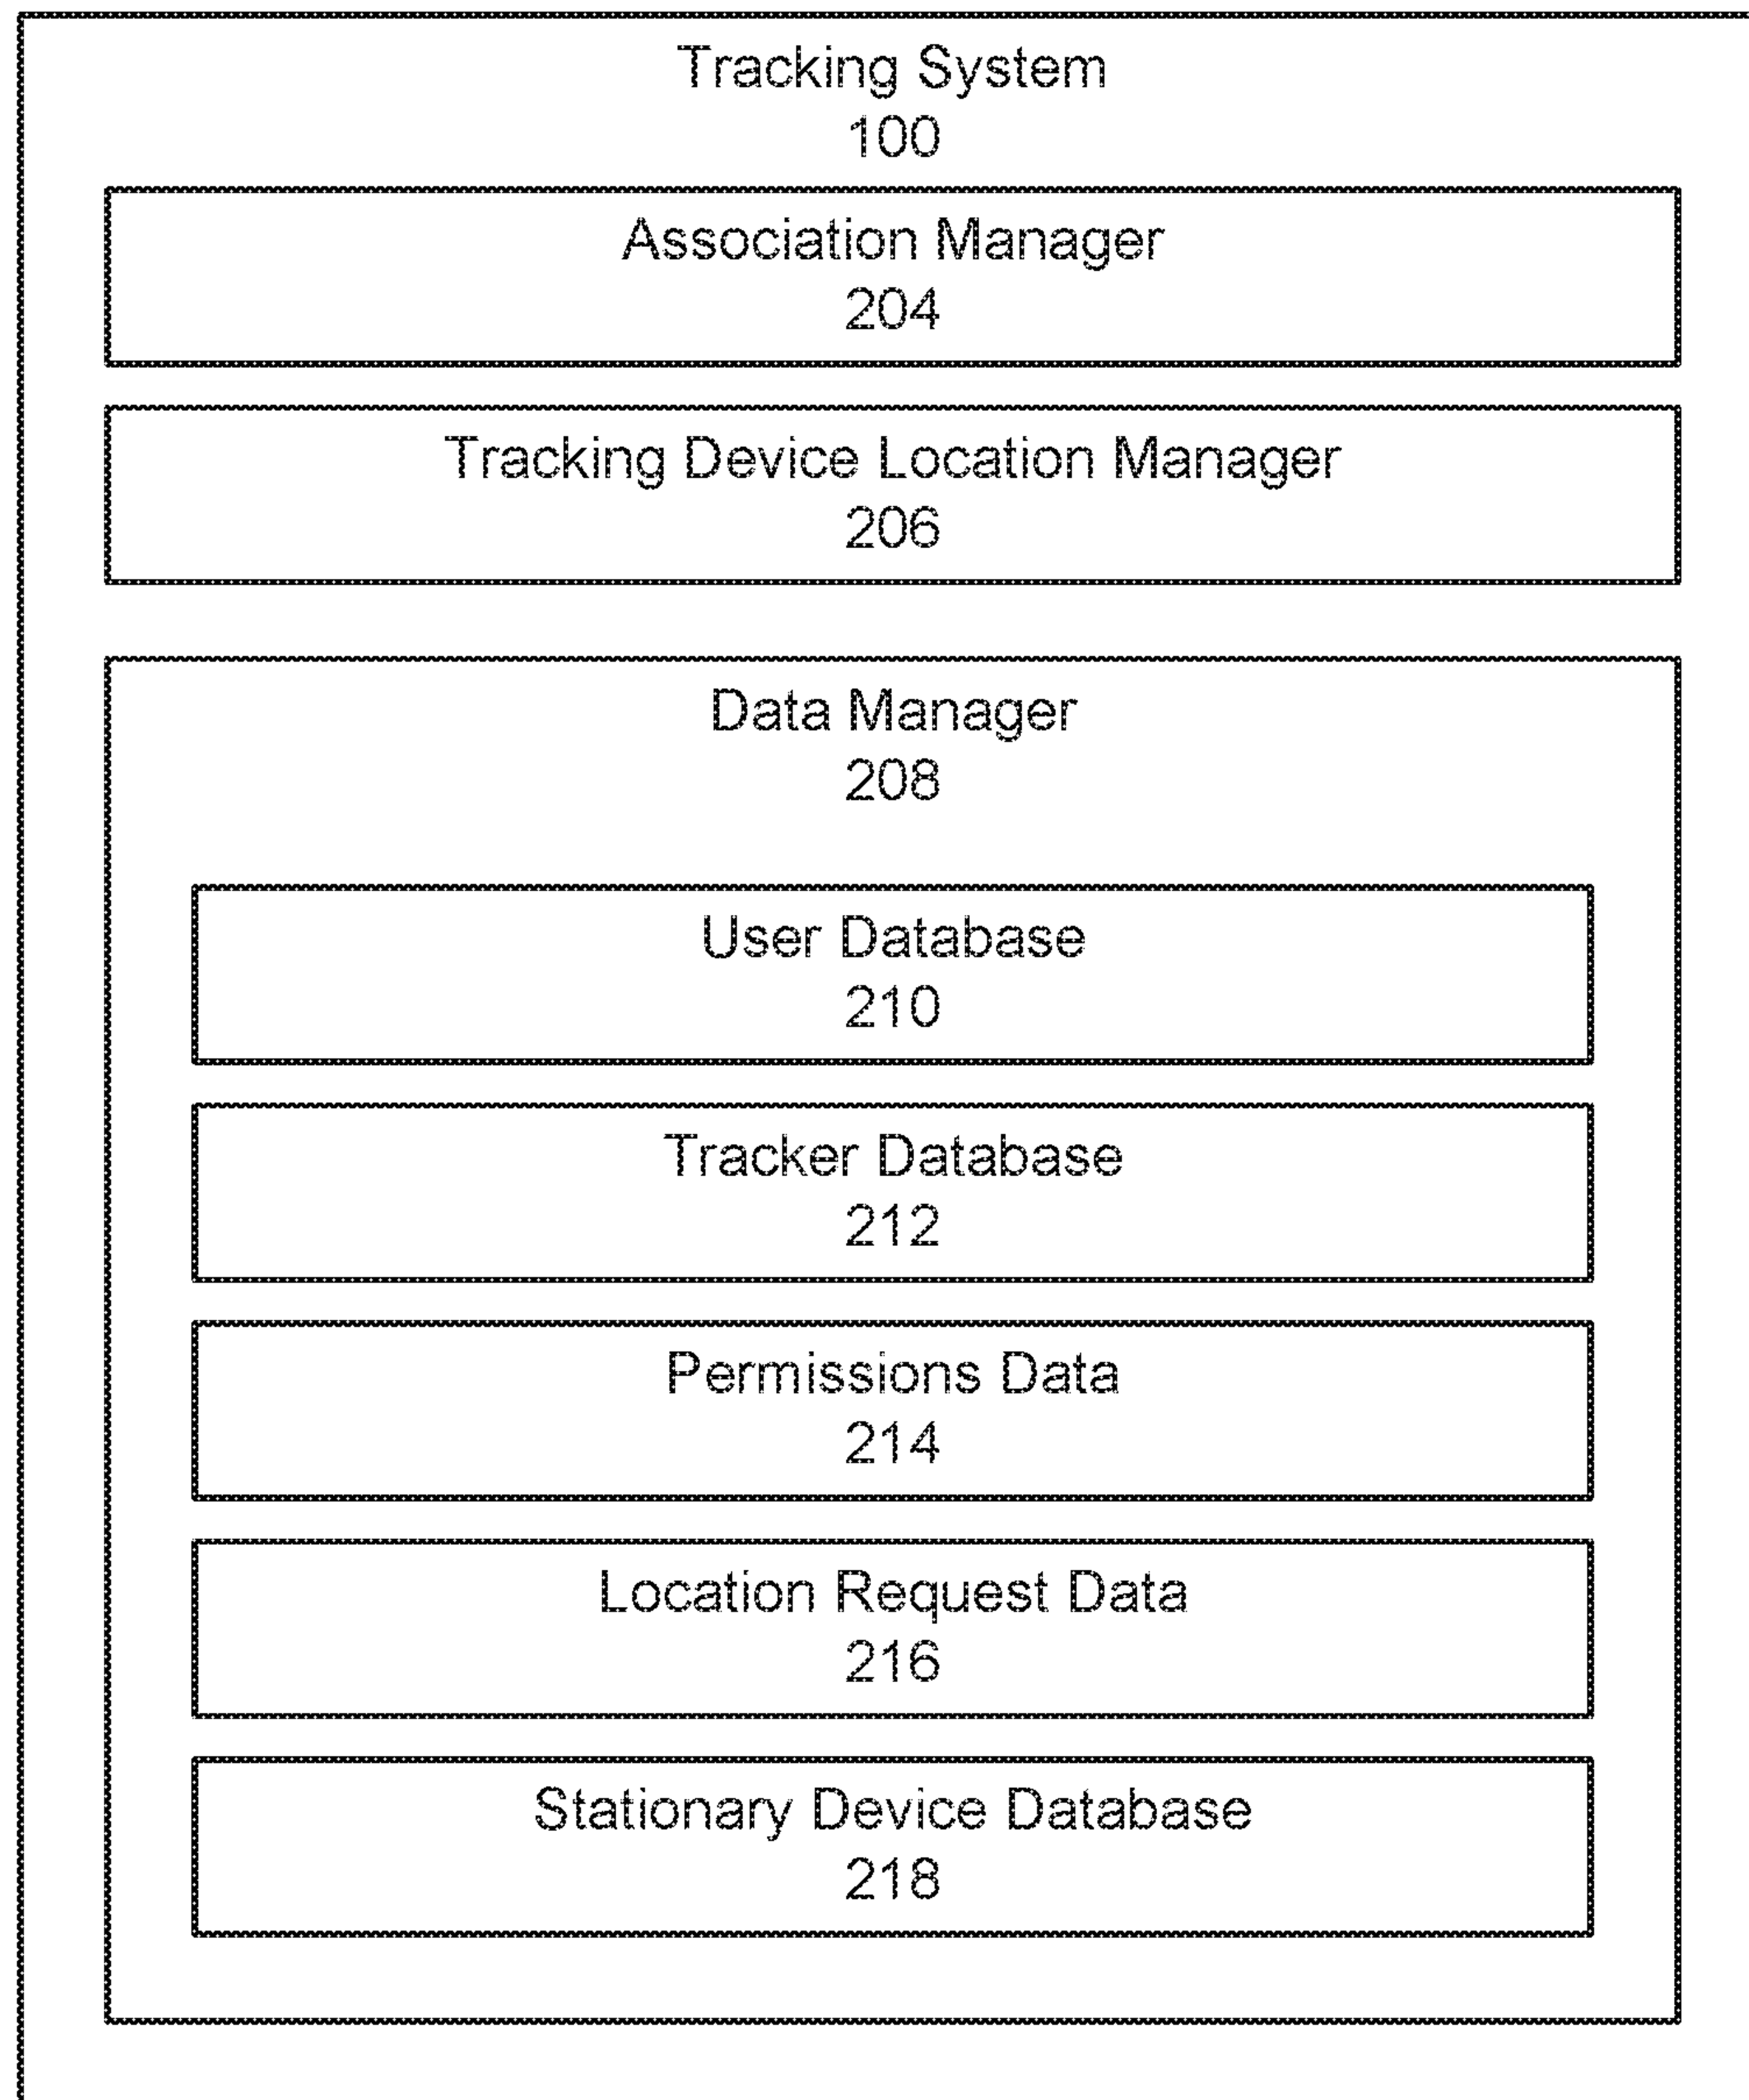 Tracking System
100
Association Manager
204
Tracking Device Location Manager
206
Data Manager
208
User Database
210
Tracker Database
212
Permissions Data
214
Location Request Data
216
Stationary Device Database
218